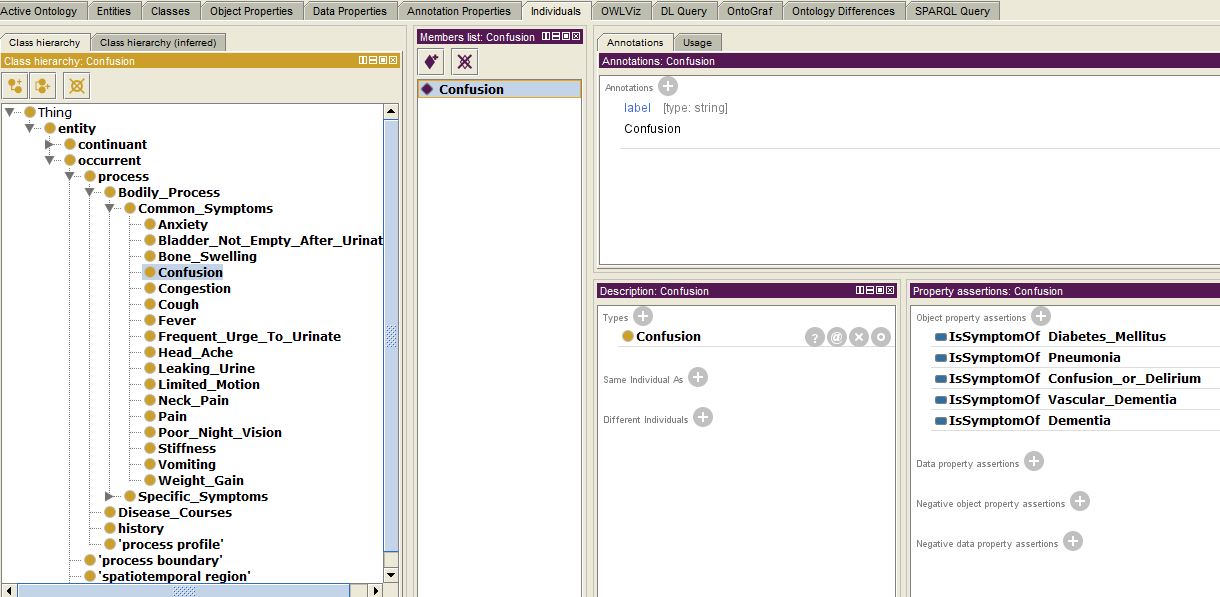 Active Ontology Entities Classes Object Properties Data Properties Annotation Properties Individuals OWLViz DL Query OntoGraf Ontology Differences SPARQL Query
Class hierarchy Class hierarchy (inferred)
Class hierarchy: Confusion
Thing
entity
continuant
occurrent
process
Bodily_Process
Common_Symptoms
Anxiety
Bladder_Not_Empty_After_Urinat
Bone_Swelling
Confusion
Congestion
Cough
Fever
Frequent_Urge_To_Urinate
Head_Ache
Leaking_Urine
Limited_Motion
Neck_Pain
Pain
Poor_Night_Vision
Stiffness
Vomiting
Weight_Gain
Specific_Symptoms
Disease_Courses
history
'process profile'
'process boundary'
'spatiotemporal region'
Members list: Confusion
Confusion
Annotations Usage
Annotations: Confusion
Annotations
label [type: string]
Confusion
Description: Confusion
Types
Confusion
Same Individual As
Different Individuals
Property assertions: Confusion
Object property assertions
IsSymptomOf Diabetes_Mellitus
IsSymptomOf Pneumonia
IsSymptomOf Confusion_or_Delirium
IsSymptomOf Vascular_Dementia
IsSymptomOf Dementia
Data property assertions
Negative object property assertions
Negative data property assertions